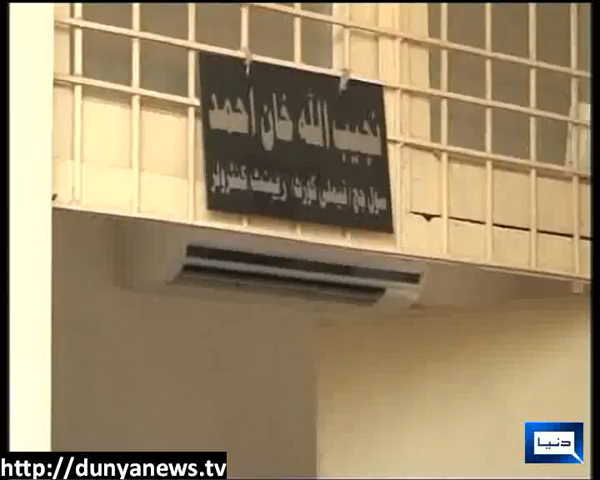 نجیب اللہ خان احمد
سول جج / فیملی کورٹ / رینٹ کنٹرولر
دنیا
http://dunyanews.tv